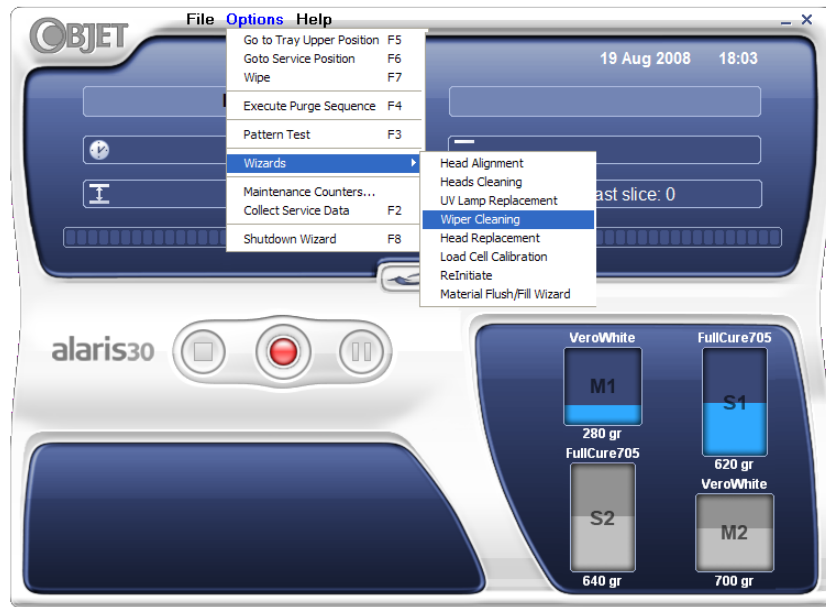 OBJET
File Options Help
19 Aug 2008 18:03
Go to Tray Upper Position F5
Goto Service Position F6
Wipe F7
Execute Purge Sequence F4
Pattern Test F3
Wizards
Maintenance Counters...
Collect Service Data F2
Shutdown Wizard F8
Head Alignment
Heads Cleaning
UV Lamp Replacement
Wiper Cleaning
Head Replacement
Load Cell Calibration
ReInitiate
Material Flush/Fill Wizard
ast slice: 0
alaris30
VeroWhite
M1
280 gr
FullCure705
S1
620 gr
FullCure705
S2
640 gr
VeroWhite
M2
700 gr